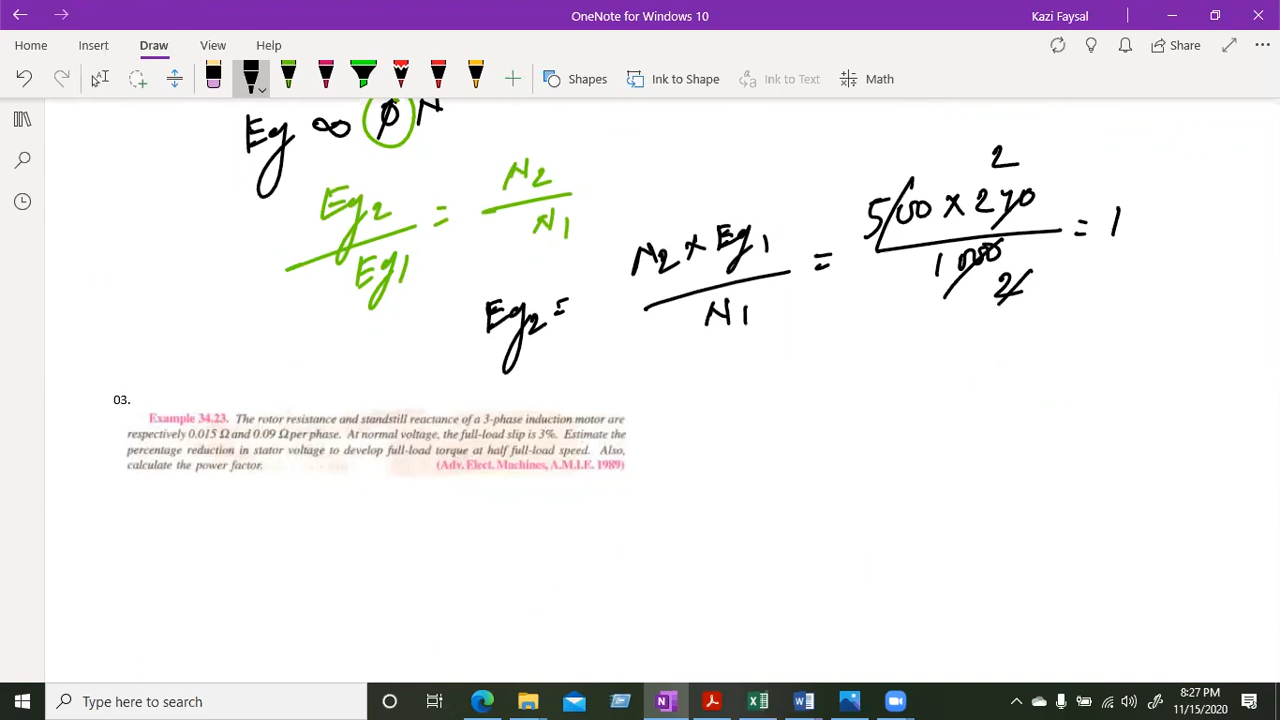 OneNote for Windows 10
Kazi Faysal
Home Insert Draw View Help
Share
Shapes
Ink to Shape
Ink to Text
Math
Eg ∞ φ N
Eg2 / Eg1 = N2 / N1
Eg2 = N2 × Eg1 / N1 = 500 × 2 / 1000 = 1
03.
Example 34.23. The rotor resistance and standstill reactance of a 3-phase induction motor are
respectively 0.015 Ω and 0.09 Ω per phase. At normal voltage, the full-load slip is 3%. Estimate the
percentage reduction in stator voltage to develop full-load torque at half full-load speed. Also,
calculate the power factor. (Adv. Elect. Machines, A.M.I.E. 1989)
Type here to search
8:27 PM
11/15/2020